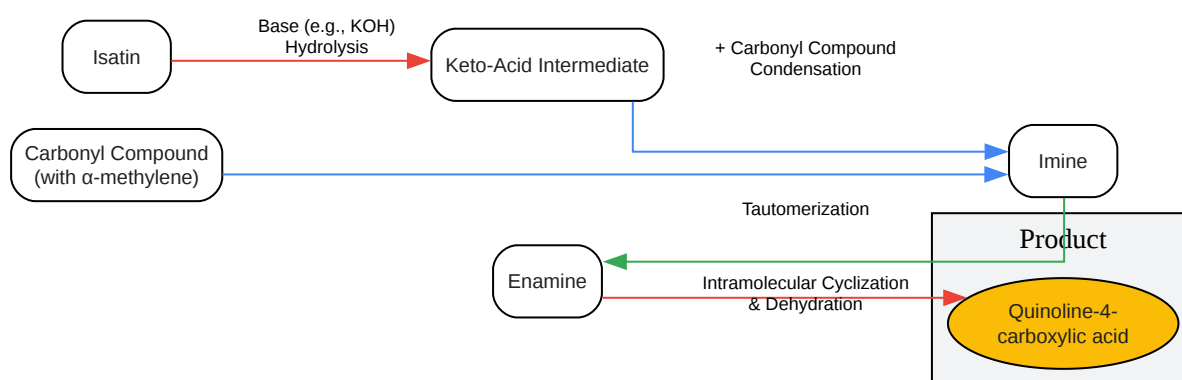 Isatin
Base (e.g., KOH)
Hydrolysis
Keto-Acid Intermediate
+ Carbonyl Compound
Condensation
Carbonyl Compound
(with α-methylene)
Imine
Tautomerization
Product
Enamine
Intramolecular Cyclization
& Dehydration
Quinoline-4-
carboxylic acid